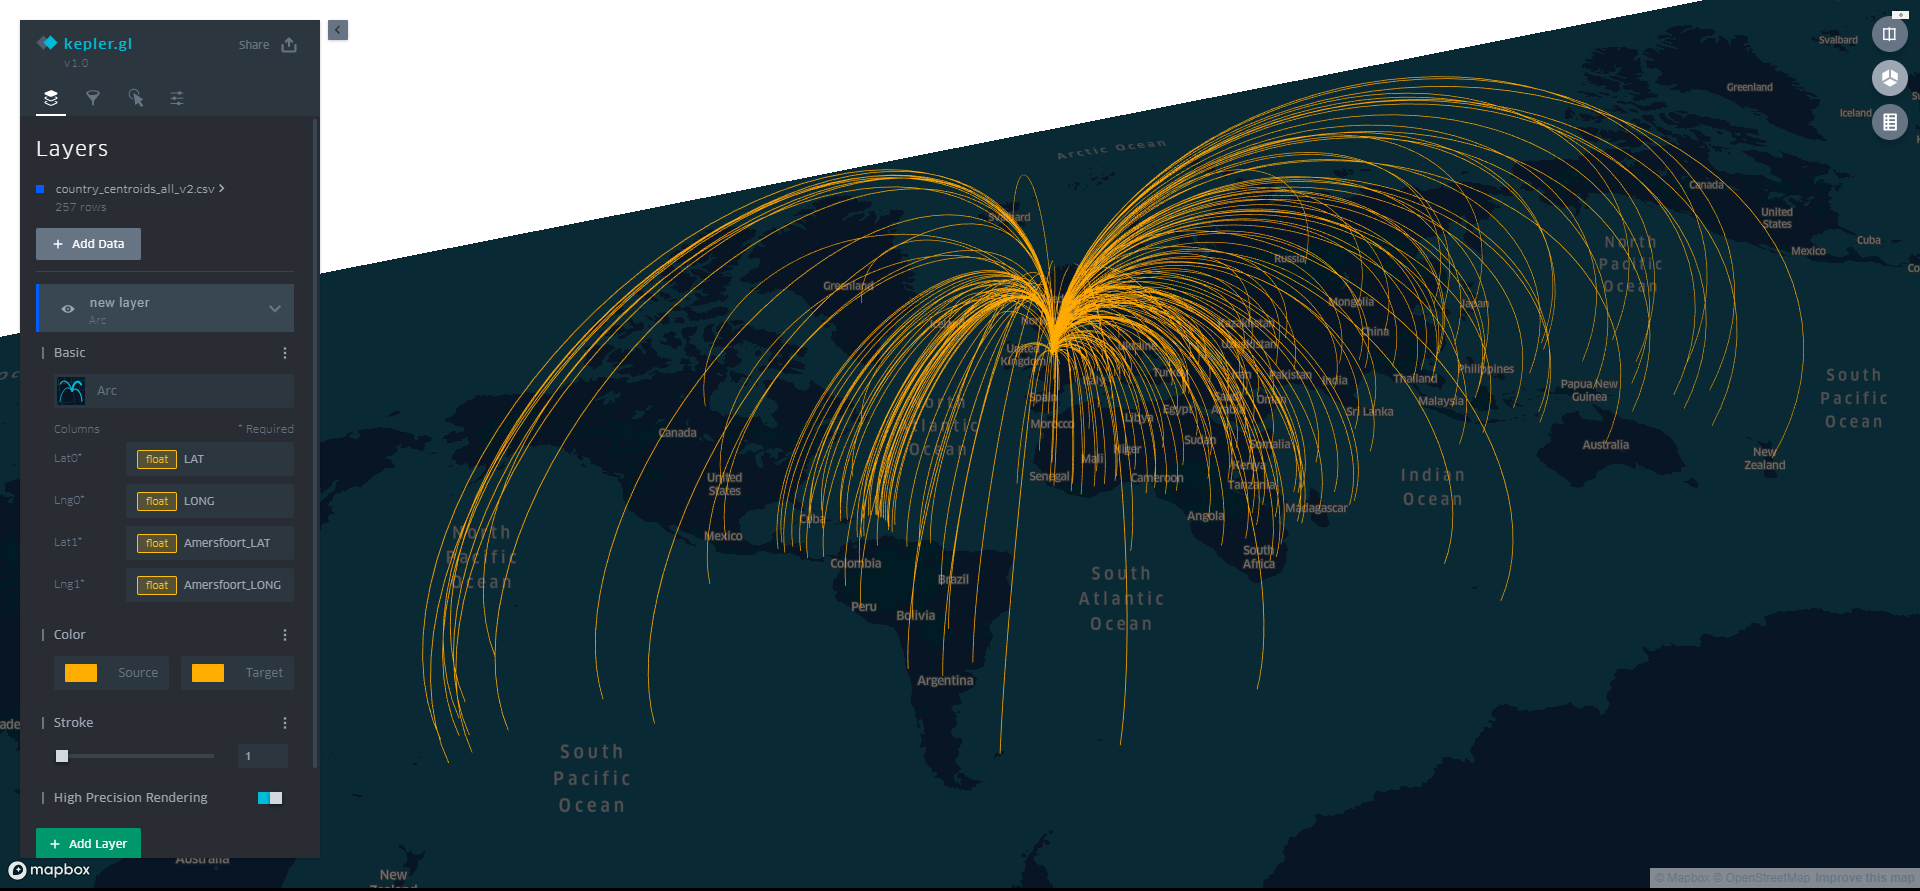 kepler.gl
v1.0
Share
Layers
country_centroids_all_v2.csv
257 rows
+ Add Data
new layer
Arc
Basic
Arc
Columns
* Required
Lat0*
float LAT
Lng0*
float LONG
Lat1*
float Amersfoort_LAT
Lng1*
float Amersfoort_LONG
Color
Source
Target
Stroke
1
High Precision Rendering
+ Add Layer
mapbox
Arctic Ocean
Svalbard
Greenland
Iceland
Canada
United
States
Mexico
Cuba
North
Pacific
Ocean
Svalbard
Greenland
Russia
Mongolia
Japan
China
Kazakhstan
Uzbekistan
Ukraine
United
Kingdom
Italy
Turkey
Iran
Pakistan
India
Thailand
Philippines
Spain
Saudi
Arabia
Oman
Malaysia
Papua New
Guinea
South
Pacific
Ocean
Morocco
Libya
Egypt
Sri Lanka
North
Atlantic
Ocean
Canada
Niger
Sudan
Somalia
Australia
Mali
Kenya
New
Zealand
United
States
Senegal
Cameroon
Tanzania
Indian
Ocean
Cuba
Angola
Madagascar
North
Pacific
Ocean
Mexico
Colombia
Brazil
South
Africa
Peru
Bolivia
South
Atlantic
Ocean
Argentina
South
Pacific
Ocean
Australia
New
Zealand
© Mapbox © OpenStreetMap Improve this map